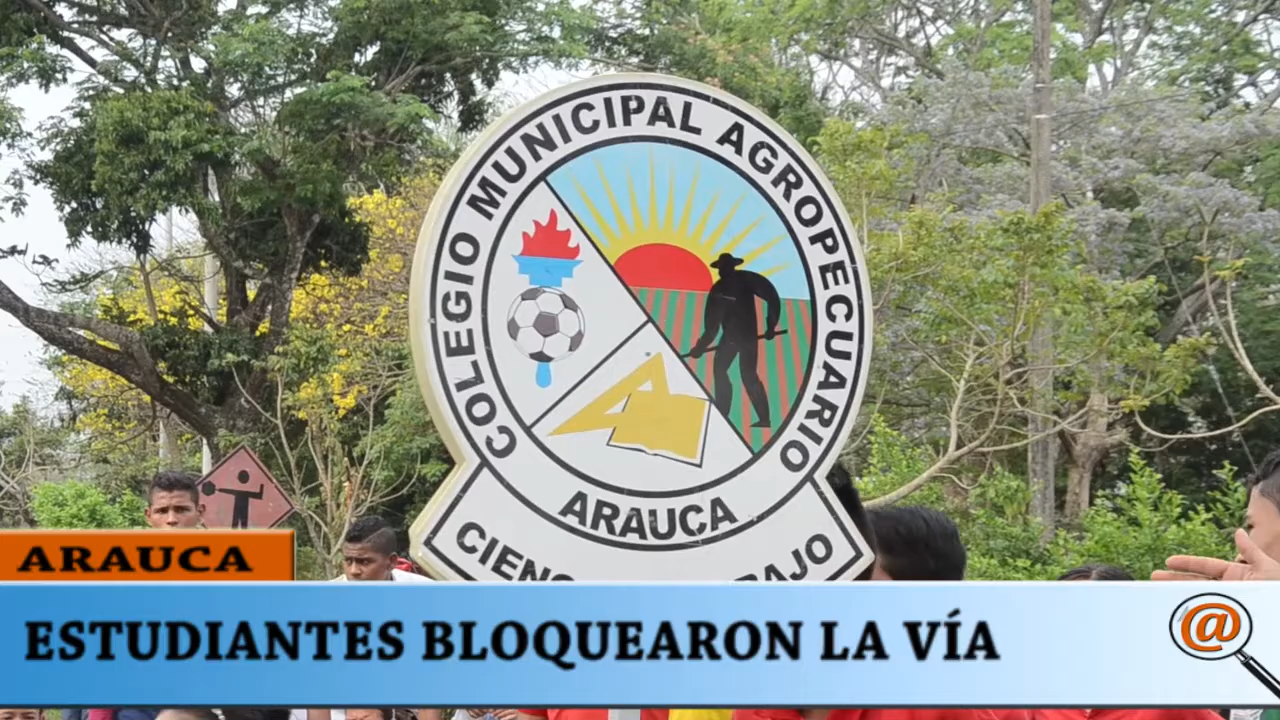 COLEGIO MUNICIPAL AGROPECUARIO
ARAUCA
ARAUCA
ESTUDIANTES BLOQUEARON LA VÍA
@